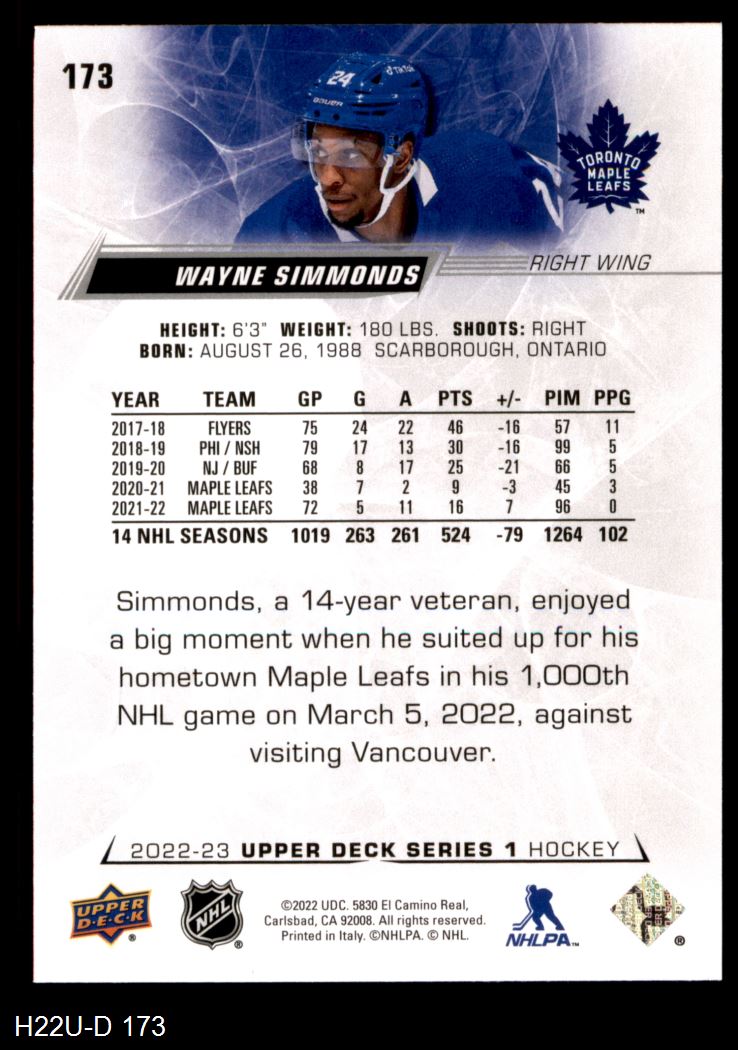 173
24
TikTok
BAUER
TORONTO
MAPLE
LEAFS
TM
WAYNE SIMMONDS
RIGHT WING
HEIGHT: 6'3" WEIGHT: 180 LBS. SHOOTS: RIGHT
BORN: AUGUST 26, 1988 SCARBOROUGH, ONTARIO
YEAR TEAM GP G A PTS +/- PIM PPG
2017-18 FLYERS 75 24 22 46 -16 57 11
2018-19 PHI / NSH 79 17 13 30 -16 99 5
2019-20 NJ / BUF 68 8 17 25 -21 66 5
2020-21 MAPLE LEAFS 38 7 2 9 -3 45 3
2021-22 MAPLE LEAFS 72 5 11 16 7 96 0
14 NHL SEASONS 1019 263 261 524 -79 1264 102
Simmonds, a 14-year veteran, enjoyed
a big moment when he suited up for his
hometown Maple Leafs in his 1,000th
NHL game on March 5, 2022, against
visiting Vancouver.
2022-23 UPPER DECK SERIES 1 HOCKEY
UPPER
D·E·C·K
®
NHL
®
©2022 UDC. 5830 El Camino Real,
Carlsbad, CA 92008. All rights reserved.
Printed in Italy. ©NHLPA. © NHL.
NHLPA™
®
H22U-D 173